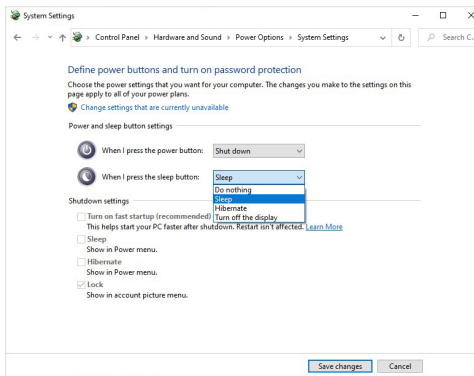 System Settings
Control Panel > Hardware and Sound > Power Options > System Settings
Search C...
Define power buttons and turn on password protection
Choose the power settings that you want for your computer. The changes you make to the settings on this
page apply to all of your power plans.
Change settings that are currently unavailable
Power and sleep button settings
When I press the power button: Shut down
When I press the sleep button: Sleep
Do nothing
Sleep
Hibernate
Turn off the display
Shutdown settings
Turn on fast startup (recommended)
This helps start your PC faster after shutdown. Restart isn't affected. Learn More
Sleep
Show in Power menu.
Hibernate
Show in Power menu.
Lock
Show in account picture menu.
Save changes Cancel